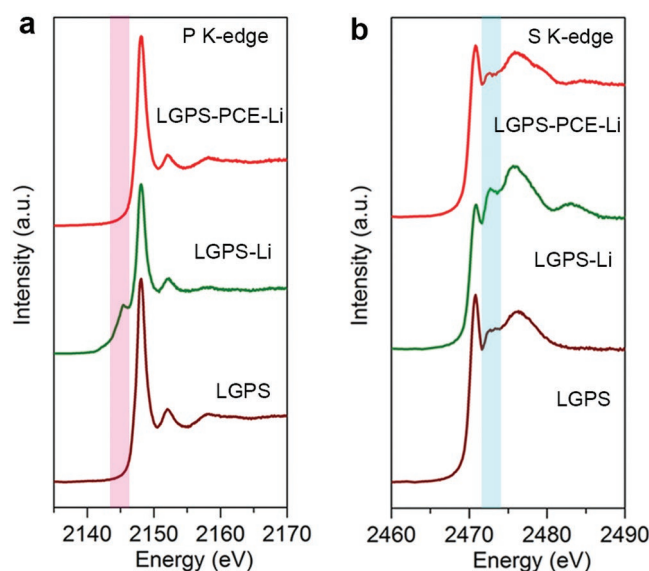 a
P K-edge
LGPS-PCE-Li
LGPS-Li
LGPS
Intensity (a.u.)
2140 2150 2160 2170
Energy (eV)
b
S K-edge
LGPS-PCE-Li
LGPS-Li
LGPS
Intensity (a.u.)
2460 2470 2480 2490
Energy (eV)